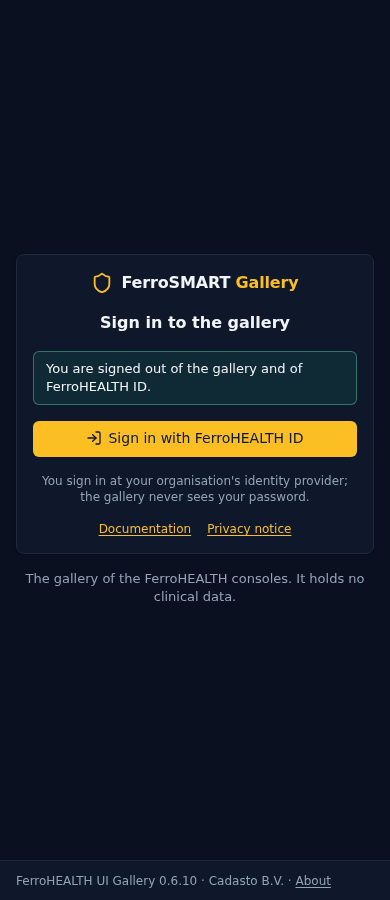 FerroSMART Gallery
Sign in to the gallery
You are signed out of the gallery and of
FerroHEALTH ID.
Sign in with FerroHEALTH ID
You sign in at your organisation's identity provider;
the gallery never sees your password.
Documentation Privacy notice
The gallery of the FerroHEALTH consoles. It holds no
clinical data.
FerroHEALTH UI Gallery 0.6.10 · Cadasto B.V. · About